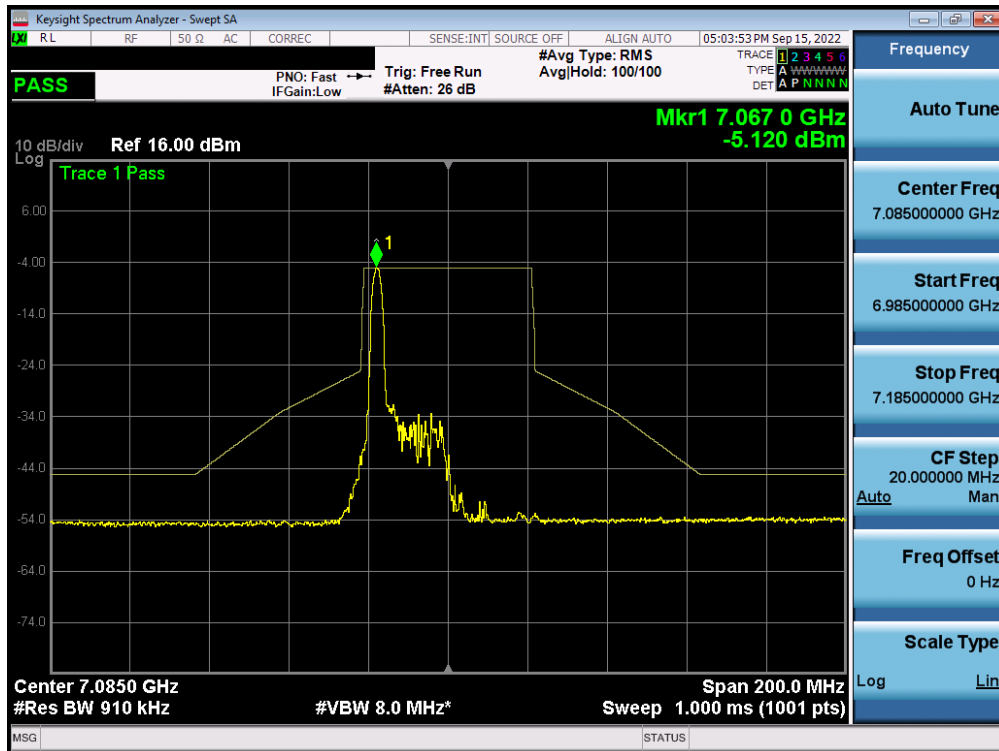 Keysight Spectrum Analyzer - Swept SA
LXI RL RF 50 Ω AC CORREC SENSE:INT SOURCE OFF ALIGN AUTO 05:03:53 PM Sep 15, 2022
PASS
PNO: Fast
IFGain:Low
Trig: Free Run
#Atten: 26 dB
#Avg Type: RMS
Avg|Hold: 100/100
TRACE 1 2 3 4 5 6
TYPE A WWWWW
DET A P N N N N
Mkr1 7.067 0 GHz
-5.120 dBm
10 dB/div Ref 16.00 dBm
Log
Trace 1 Pass
1
6.00
-4.00
-14.0
-24.0
-34.0
-44.0
-54.0
-64.0
-74.0
Center 7.0850 GHz Span 200.0 MHz
#Res BW 910 kHz #VBW 8.0 MHz* Sweep 1.000 ms (1001 pts)
MSG STATUS
Frequency
Auto Tune
Center Freq
7.085000000 GHz
Start Freq
6.985000000 GHz
Stop Freq
7.185000000 GHz
CF Step
20.000000 MHz
Auto Man
Freq Offset
0 Hz
Scale Type
Log Lin